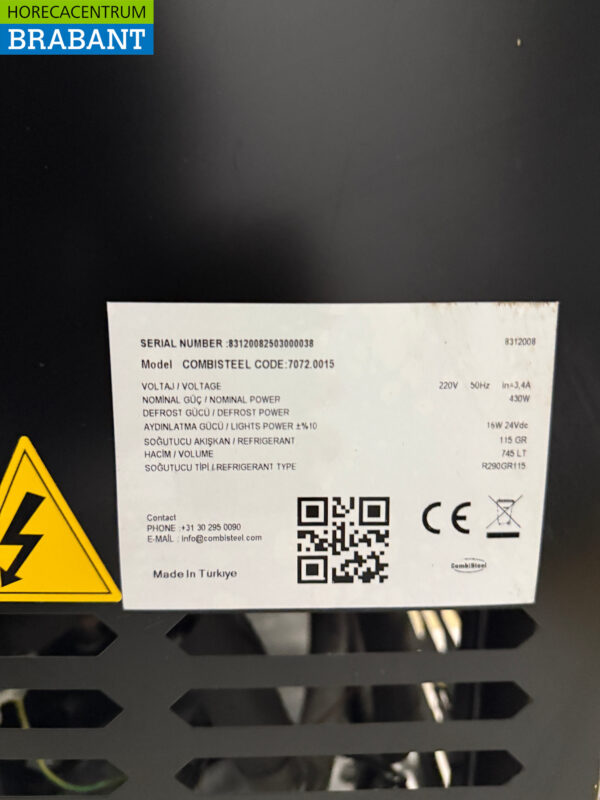 HORECACENTRUM
BRABANT
SERIAL NUMBER :83120082503000038 8312008
Model COMBISTEEL CODE:7072.0015
VOLTAJ / VOLTAGE 220V 50Hz In=3,4A
NOMİNAL GÜÇ / NOMINAL POWER 430W
DEFROST GÜCÜ / DEFROST POWER
AYDINLATMA GÜCÜ / LIGHTS POWER ±%10 16W 24Vdc
SOĞUTUCU AKIŞKAN / REFRIGERANT 115 GR
HACİM / VOLUME 745 LT
SOĞUTUCU TİPİ / REFRIGERANT TYPE R290GR115
Contact
PHONE :+31 30 295 0090
E-MAIL : info@combisteel.com
CE
CombiSteel
Made In Türkiye